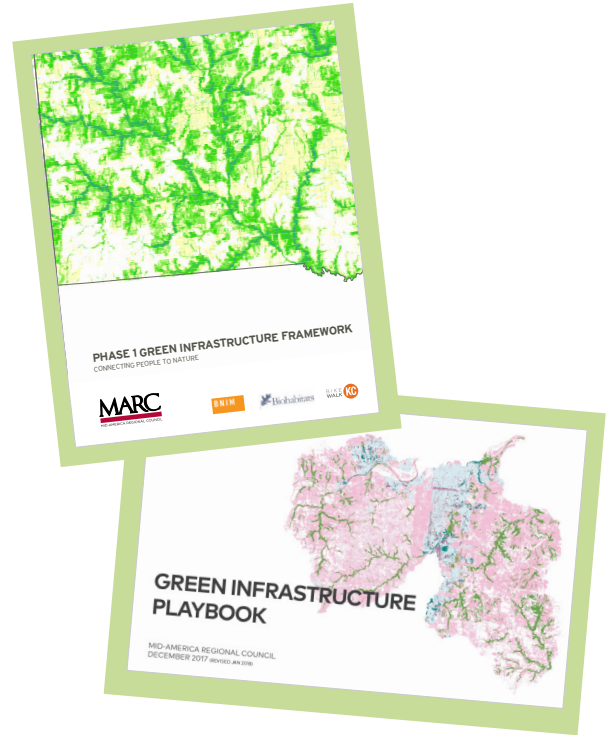 PHASE 1 GREEN INFRASTRUCTURE FRAMEWORK
CONNECTING PEOPLE TO NATURE
MARC
MID-AMERICA REGIONAL COUNCIL
BNIM
Biohabitats
BIKE
WALK KC
GREEN INFRASTRUCTURE
PLAYBOOK
MID-AMERICA REGIONAL COUNCIL
DECEMBER 2017 (REVISED JAN 2018)